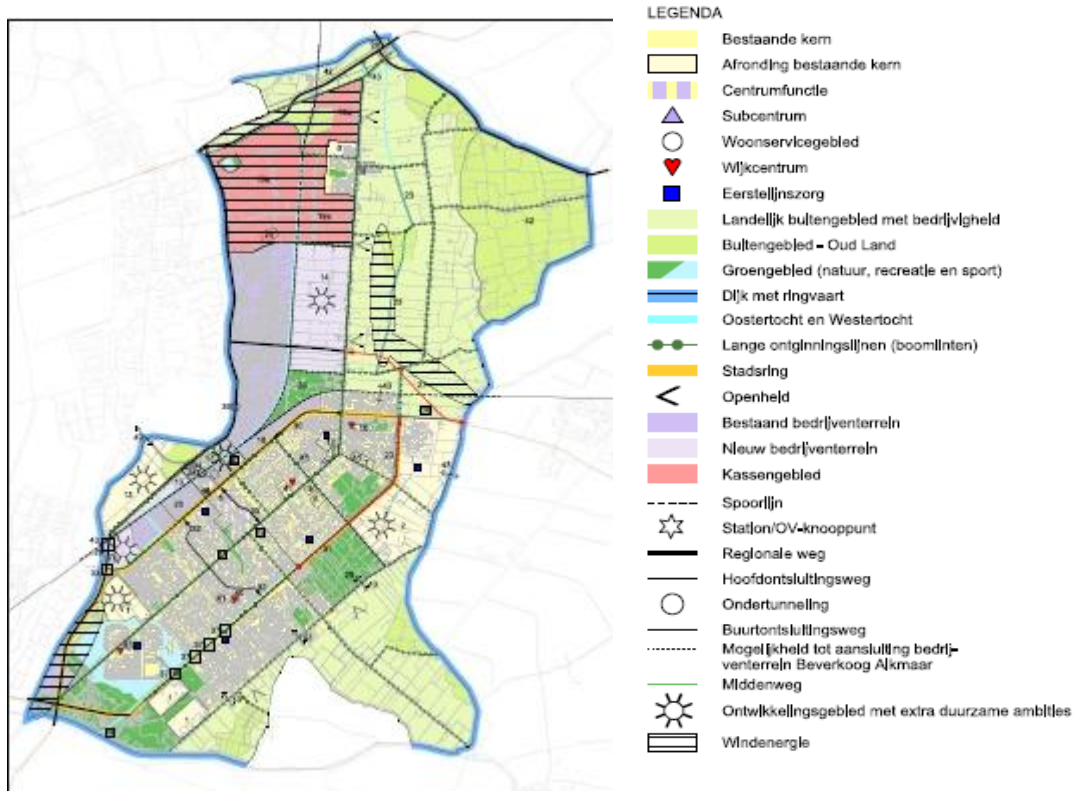 LEGENDA
Bestaande kern
Afronding bestaande kern
Centrumfunctie
Subcentrum
Woonservicegebied
Wijkcentrum
Eerstelijnszorg
Landelijk buitengebied met bedrijvigheid
Buitengebied - Oud Land
Groengebied (natuur, recreatie en sport)
Dijk met ringvaart
Oostertocht en Westertocht
Lange ontginningslijnen (boomlinten)
Stadsring
Openheid
Bestaand bedrijventerrein
Nieuw bedrijventerrein
Kassengebied
Spoorlijn
Station/OV-knooppunt
Regionale weg
Hoofdontsluitingsweg
Ondertunneling
Buurtontsluitingsweg
Mogelijkheid tot aansluiting bedrij-
venterrein Beverkoog Alkmaar
Middenweg
Ontwikkelingsgebied met extra duurzame ambities
Windenergie